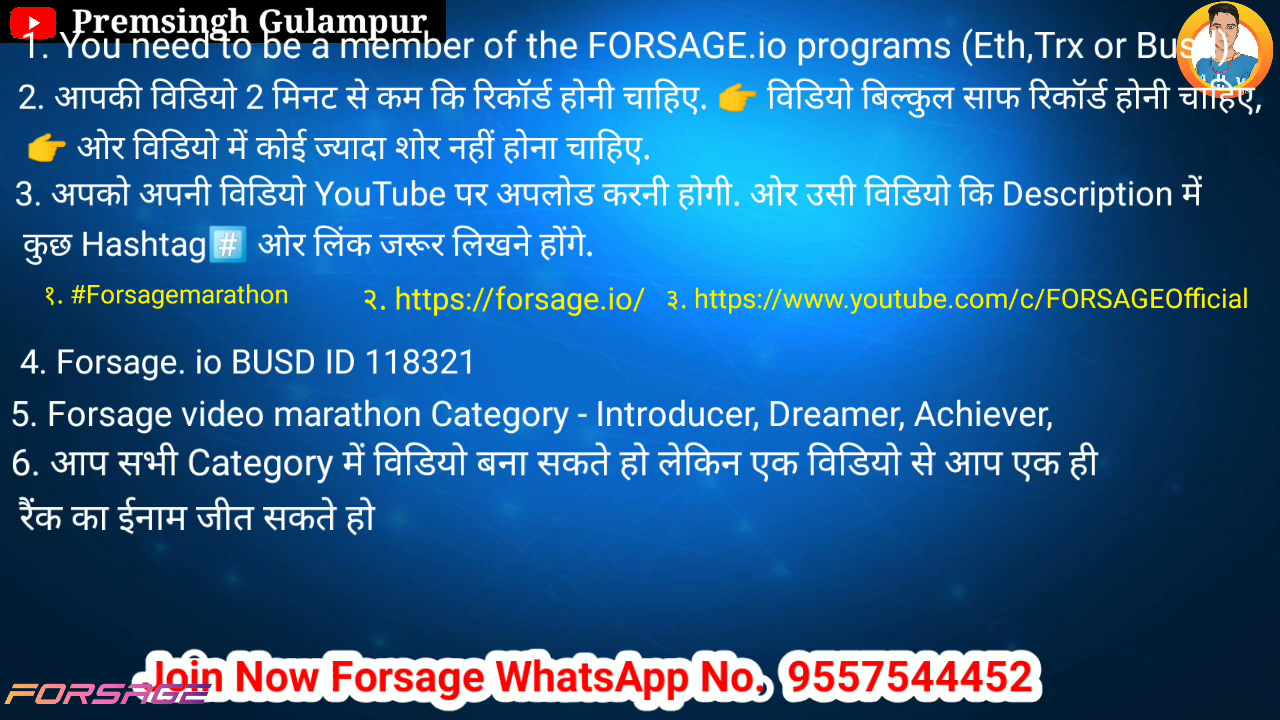 Premsingh Gulampur
1. You need to be a member of the FORSAGE.io programs (Eth,Trx or Busd)
2. आपकी विडियो 2 मिनट से कम कि रिकॉर्ड होनी चाहिए. 👉 विडियो बिल्कुल साफ रिकॉर्ड होनी चाहिए,
👉 ओर विडियो में कोई ज्यादा शोर नहीं होना चाहिए.
3. अपको अपनी विडियो YouTube पर अपलोड करनी होगी. ओर उसी विडियो कि Description में
कुछ Hashtag#️⃣ ओर लिंक जरूर लिखने होंगे.
१. #Forsagemarathon २. https://forsage.io/ ३. https://www.youtube.com/c/FORSAGEOfficial
4. Forsage. io BUSD ID 118321
5. Forsage video marathon Category - Introducer, Dreamer, Achiever,
6. आप सभी Category में विडियो बना सकते हो लेकिन एक विडियो से आप एक ही
रैंक का ईनाम जीत सकते हो
Join Now Forsage WhatsApp No. 9557544452
FORSAGE